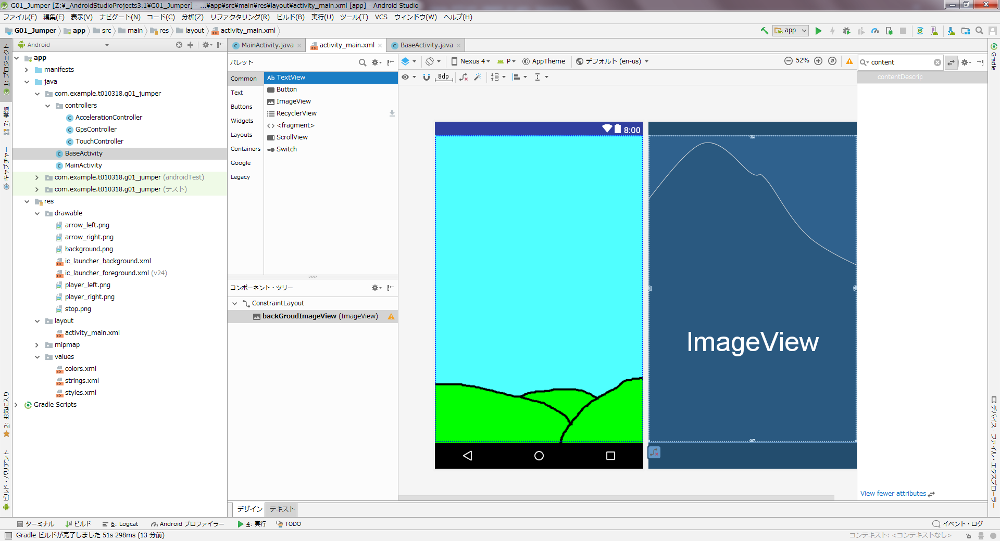 G01_Jumper [Z:¥_AndroidStudioProjects3.1¥G01_Jumper] - ...¥app¥src¥main¥res¥layout¥activity_main.xml [app] - Android Studio
ファイル(F) 編集(E) 表示(V) ナビゲート(N) コード(C) 分析(Z) リファクタリング(R) ビルド(B) 実行(U) ツール(T) VCS ウィンドウ(W) ヘルプ(H)
G01_Jumper app src main res layout activity_main.xml app
1: プロジェクト
Z: 構造
キャプチャー
2: お気に入り
ビルド・バリアント
Android
app
manifests
java
com.example.t010318.g01_jumper
controllers
AccelerationController
GpsController
TouchController
BaseActivity
MainActivity
com.example.t010318.g01_jumper (androidTest)
com.example.t010318.g01_jumper (テスト)
res
drawable
arrow_left.png
arrow_right.png
background.png
ic_launcher_background.xml
ic_launcher_foreground.xml (v24)
player_left.png
player_right.png
stop.png
layout
activity_main.xml
mipmap
values
colors.xml
strings.xml
styles.xml
Gradle Scripts
MainActivity.java activity_main.xml BaseActivity.java
パレット
Common
Text
Buttons
Widgets
Layouts
Containers
Google
Legacy
Ab TextView
Button
ImageView
RecyclerView
<fragment>
ScrollView
Switch
コンポーネント・ツリー
ConstraintLayout
backGroudImageView (ImageView)
Nexus 4 P AppTheme デフォルト (en-us) 52%
8dp
8:00
ImageView
content
contentDescrip
View fewer attributes
Gradle
デバイス・ファイル・エクスプローラー
デザイン テキスト
ターミナル ビルド 6: Logcat Android プロファイラー 4: 実行 TODO イベント・ログ
Gradle ビルドが完了しました 51s 298ms (13 分前) コンテキスト: <コンテキストなし>